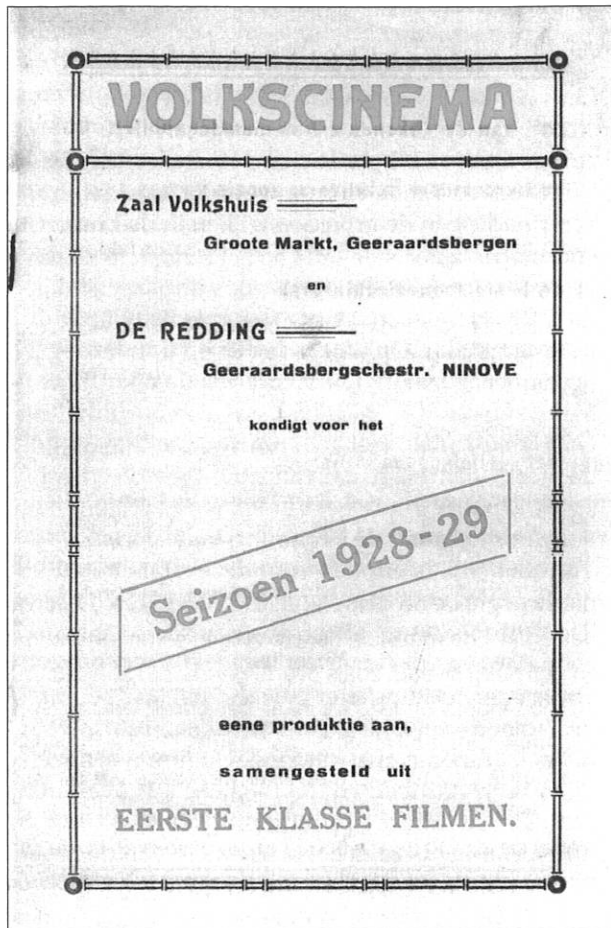 VOLKSCINEMA
Zaal Volkshuis
Groote Markt, Geeraardsbergen
en
DE REDDING
Geeraardsbergschestr. NINOVE
kondigt voor het
Seizoen 1928-29
eene produktie aan,
samengesteld uit
EERSTE KLASSE FILMEN.